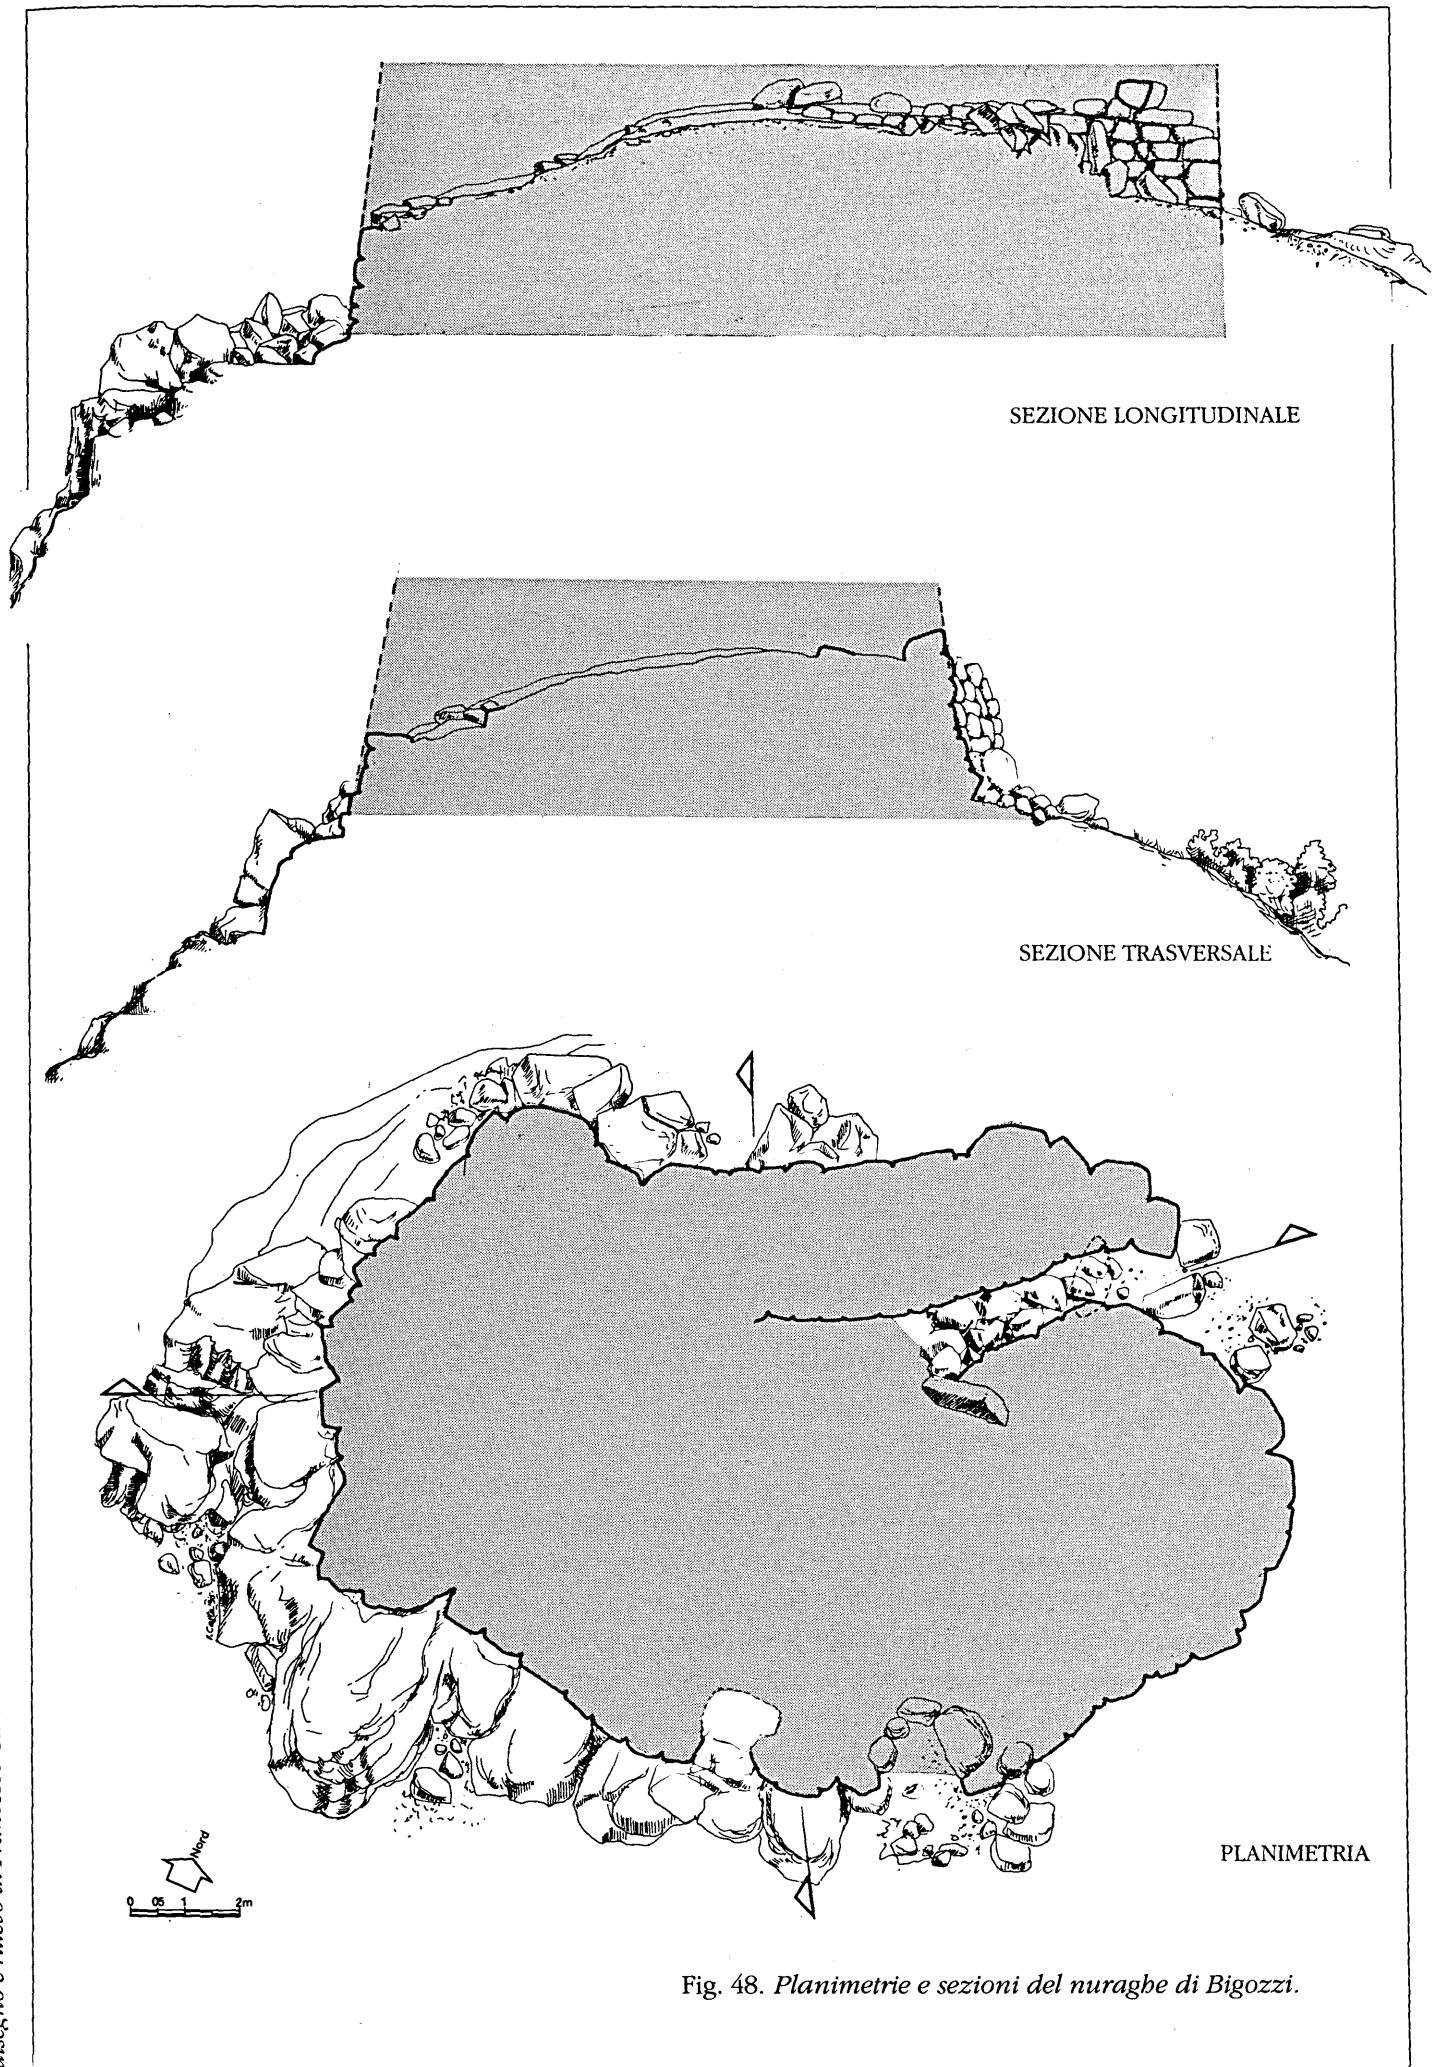 SEZIONE LONGITUDINALE
SEZIONE TRASVERSALE
Nord
0 05 1 2m
PLANIMETRIA
Fig. 48. Planimetrie e sezioni del nuraghe di Bigozzi.